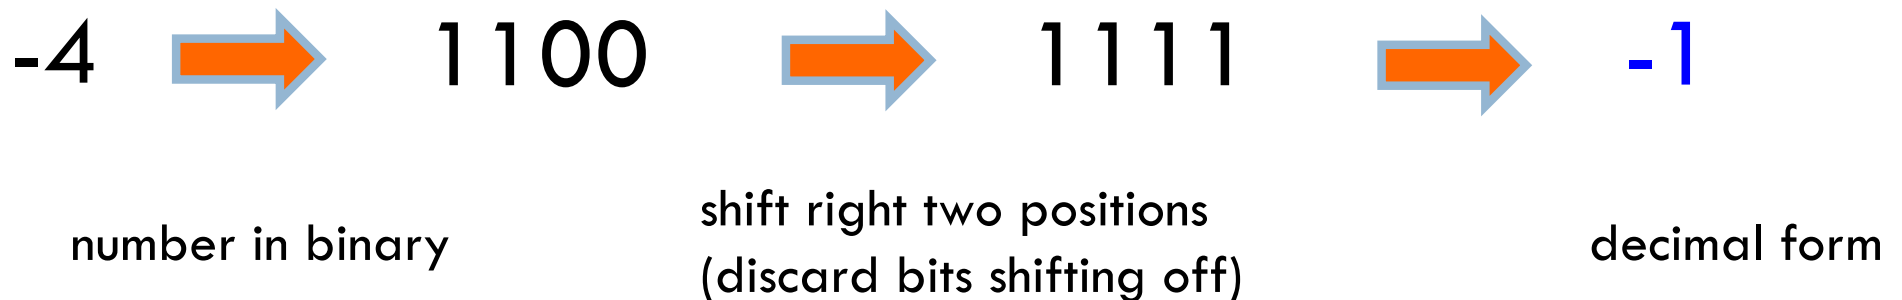 -4 1100 1111 -1
number in binary
shift right two positions
(discard bits shifting off)
decimal form